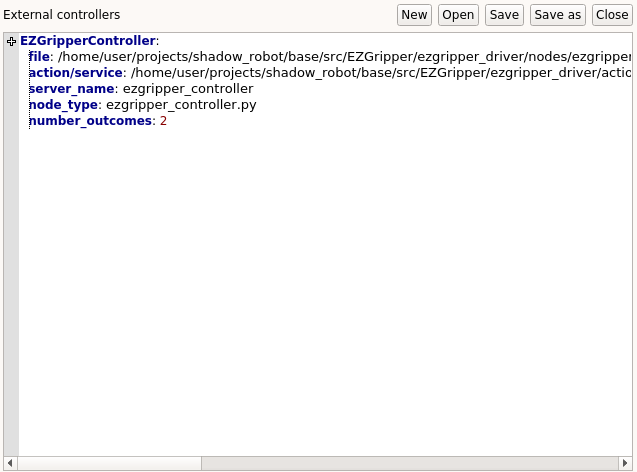 External controllers
New Open Save Save as Close
EZGripperController:
file: /home/user/projects/shadow_robot/base/src/EZGripper/ezgripper_driver/nodes/ezgripper
action/service: /home/user/projects/shadow_robot/base/src/EZGripper/ezgripper_driver/actio
server_name: ezgripper_controller
node_type: ezgripper_controller.py
number_outcomes: 2